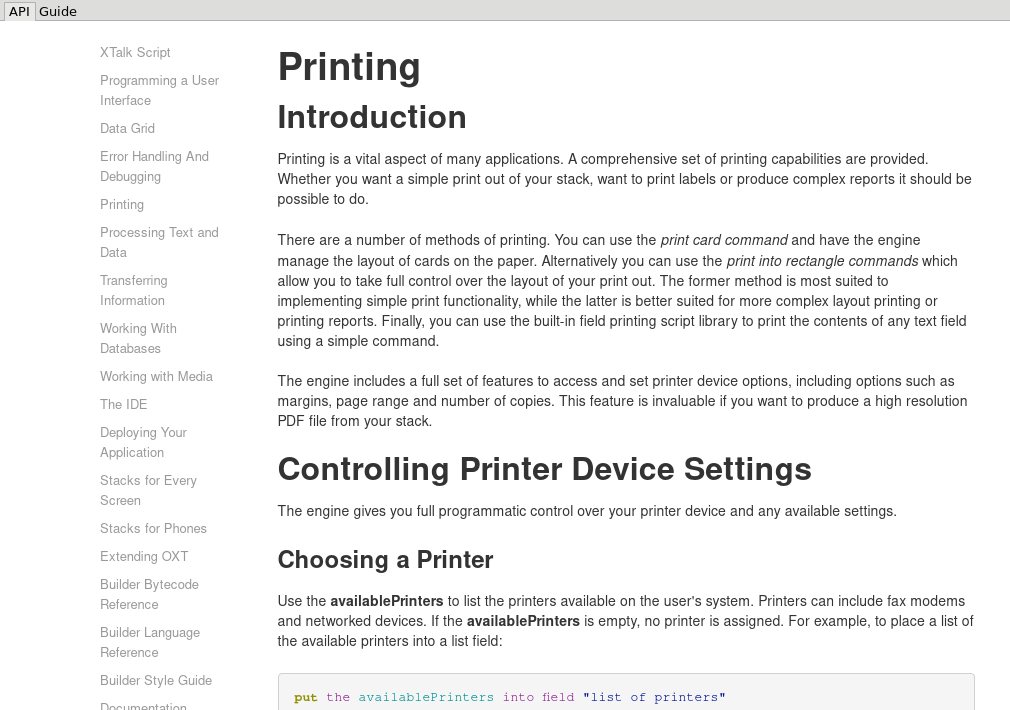 API Guide
XTalk Script
Programming a User
Interface
Data Grid
Error Handling And
Debugging
Printing
Processing Text and
Data
Transferring
Information
Working With
Databases
Working with Media
The IDE
Deploying Your
Application
Stacks for Every
Screen
Stacks for Phones
Extending OXT
Builder Bytecode
Reference
Builder Language
Reference
Builder Style Guide
Documentation
Printing
Introduction
Printing is a vital aspect of many applications. A comprehensive set of printing capabilities are provided.
Whether you want a simple print out of your stack, want to print labels or produce complex reports it should be
possible to do.
There are a number of methods of printing. You can use the print card command and have the engine
manage the layout of cards on the paper. Alternatively you can use the print into rectangle commands which
allow you to take full control over the layout of your print out. The former method is most suited to
implementing simple print functionality, while the latter is better suited for more complex layout printing or
printing reports. Finally, you can use the built-in field printing script library to print the contents of any text field
using a simple command.
The engine includes a full set of features to access and set printer device options, including options such as
margins, page range and number of copies. This feature is invaluable if you want to produce a high resolution
PDF file from your stack.
Controlling Printer Device Settings
The engine gives you full programmatic control over your printer device and any available settings.
Choosing a Printer
Use the availablePrinters to list the printers available on the user's system. Printers can include fax modems
and networked devices. If the availablePrinters is empty, no printer is assigned. For example, to place a list of
the available printers into a list field:
put the availablePrinters into field "list of printers"